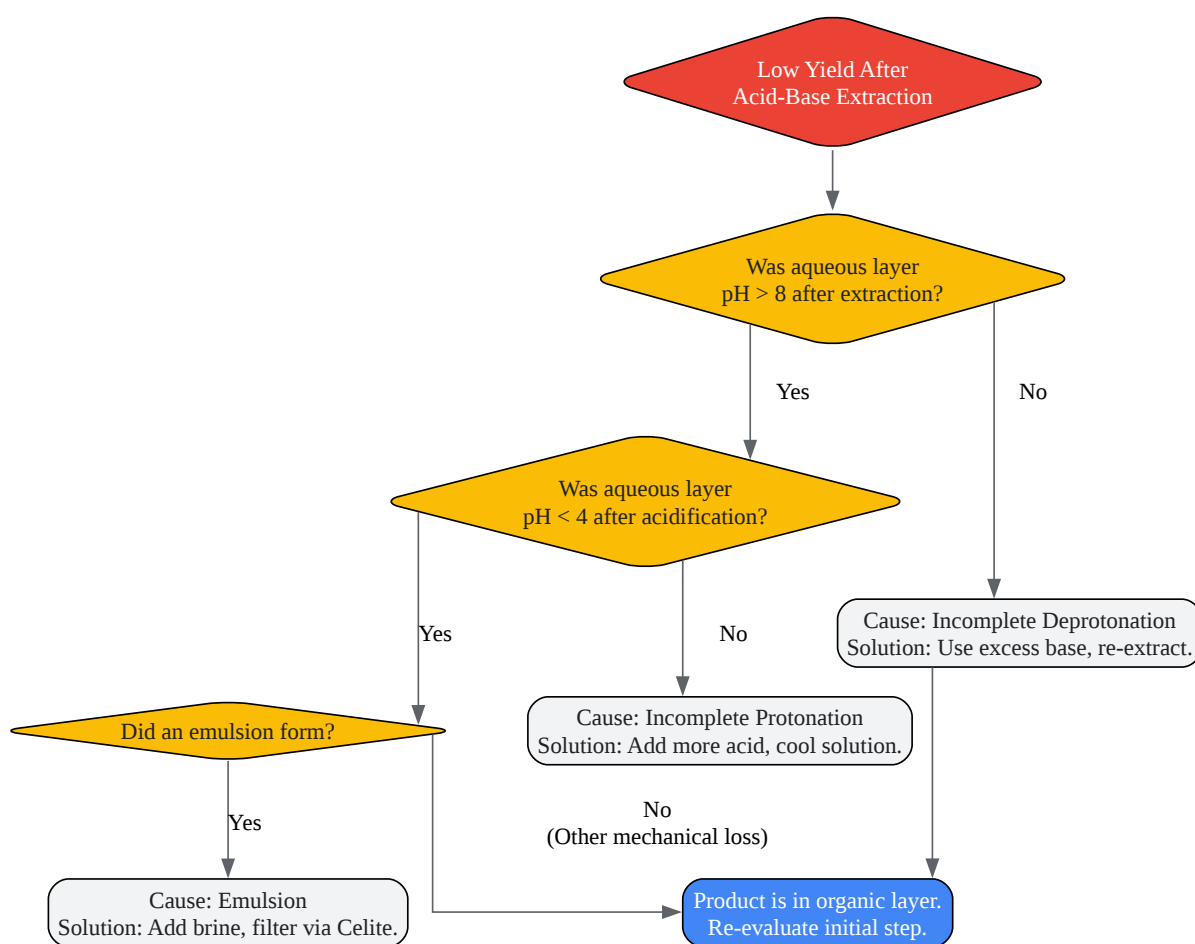 Low Yield After
Acid-Base Extraction
Was aqueous layer
pH > 8 after extraction?
Yes
No
Was aqueous layer
pH < 4 after acidification?
Yes
No
Cause: Incomplete Deprotonation
Solution: Use excess base, re-extract.
Did an emulsion form?
Cause: Incomplete Protonation
Solution: Add more acid, cool solution.
Yes
No
(Other mechanical loss)
Cause: Emulsion
Solution: Add brine, filter via Celite.
Product is in organic layer.
Re-evaluate initial step.